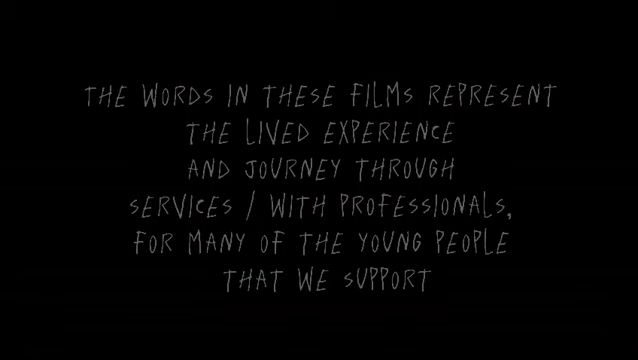 THE WORDS IN THESE FILMS REPRESENT
THE LIVED EXPERIENCE
AND JOURNEY THROUGH
SERVICES / WITH PROFESSIONALS,
FOR MANY OF THE YOUNG PEOPLE
THAT WE SUPPORT